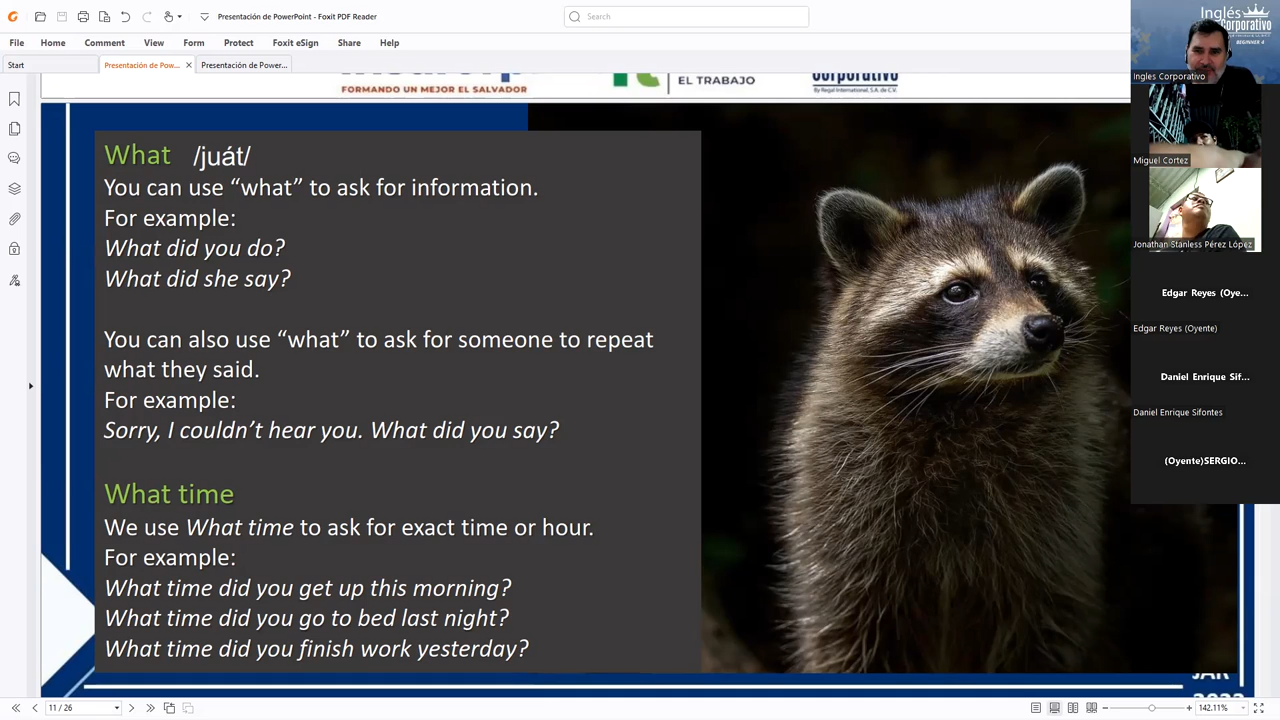 Presentación de PowerPoint - Foxit PDF Reader
Search
File Home Comment View Form Protect Foxit eSign Share Help
Start
Presentación de Pow...
Presentación de Power...
FORMANDO UN MEJOR EL SALVADOR
EL TRABAJO
Corporativo
By Regal International, S.A. de C.V.
What /juát/
You can use “what” to ask for information.
For example:
What did you do?
What did she say?
You can also use “what” to ask for someone to repeat
what they said.
For example:
Sorry, I couldn’t hear you. What did you say?
What time
We use What time to ask for exact time or hour.
For example:
What time did you get up this morning?
What time did you go to bed last night?
What time did you finish work yesterday?
Inglés
Corporativo
BEGINNER 4
Ingles Corporativo
Miguel Cortez
Jonathan Stanless Pérez López
Edgar Reyes (Oye...
Edgar Reyes (Oyente)
Daniel Enrique Sif...
Daniel Enrique Sifontes
(Oyente)SERGIO...
11 / 26
142.11%